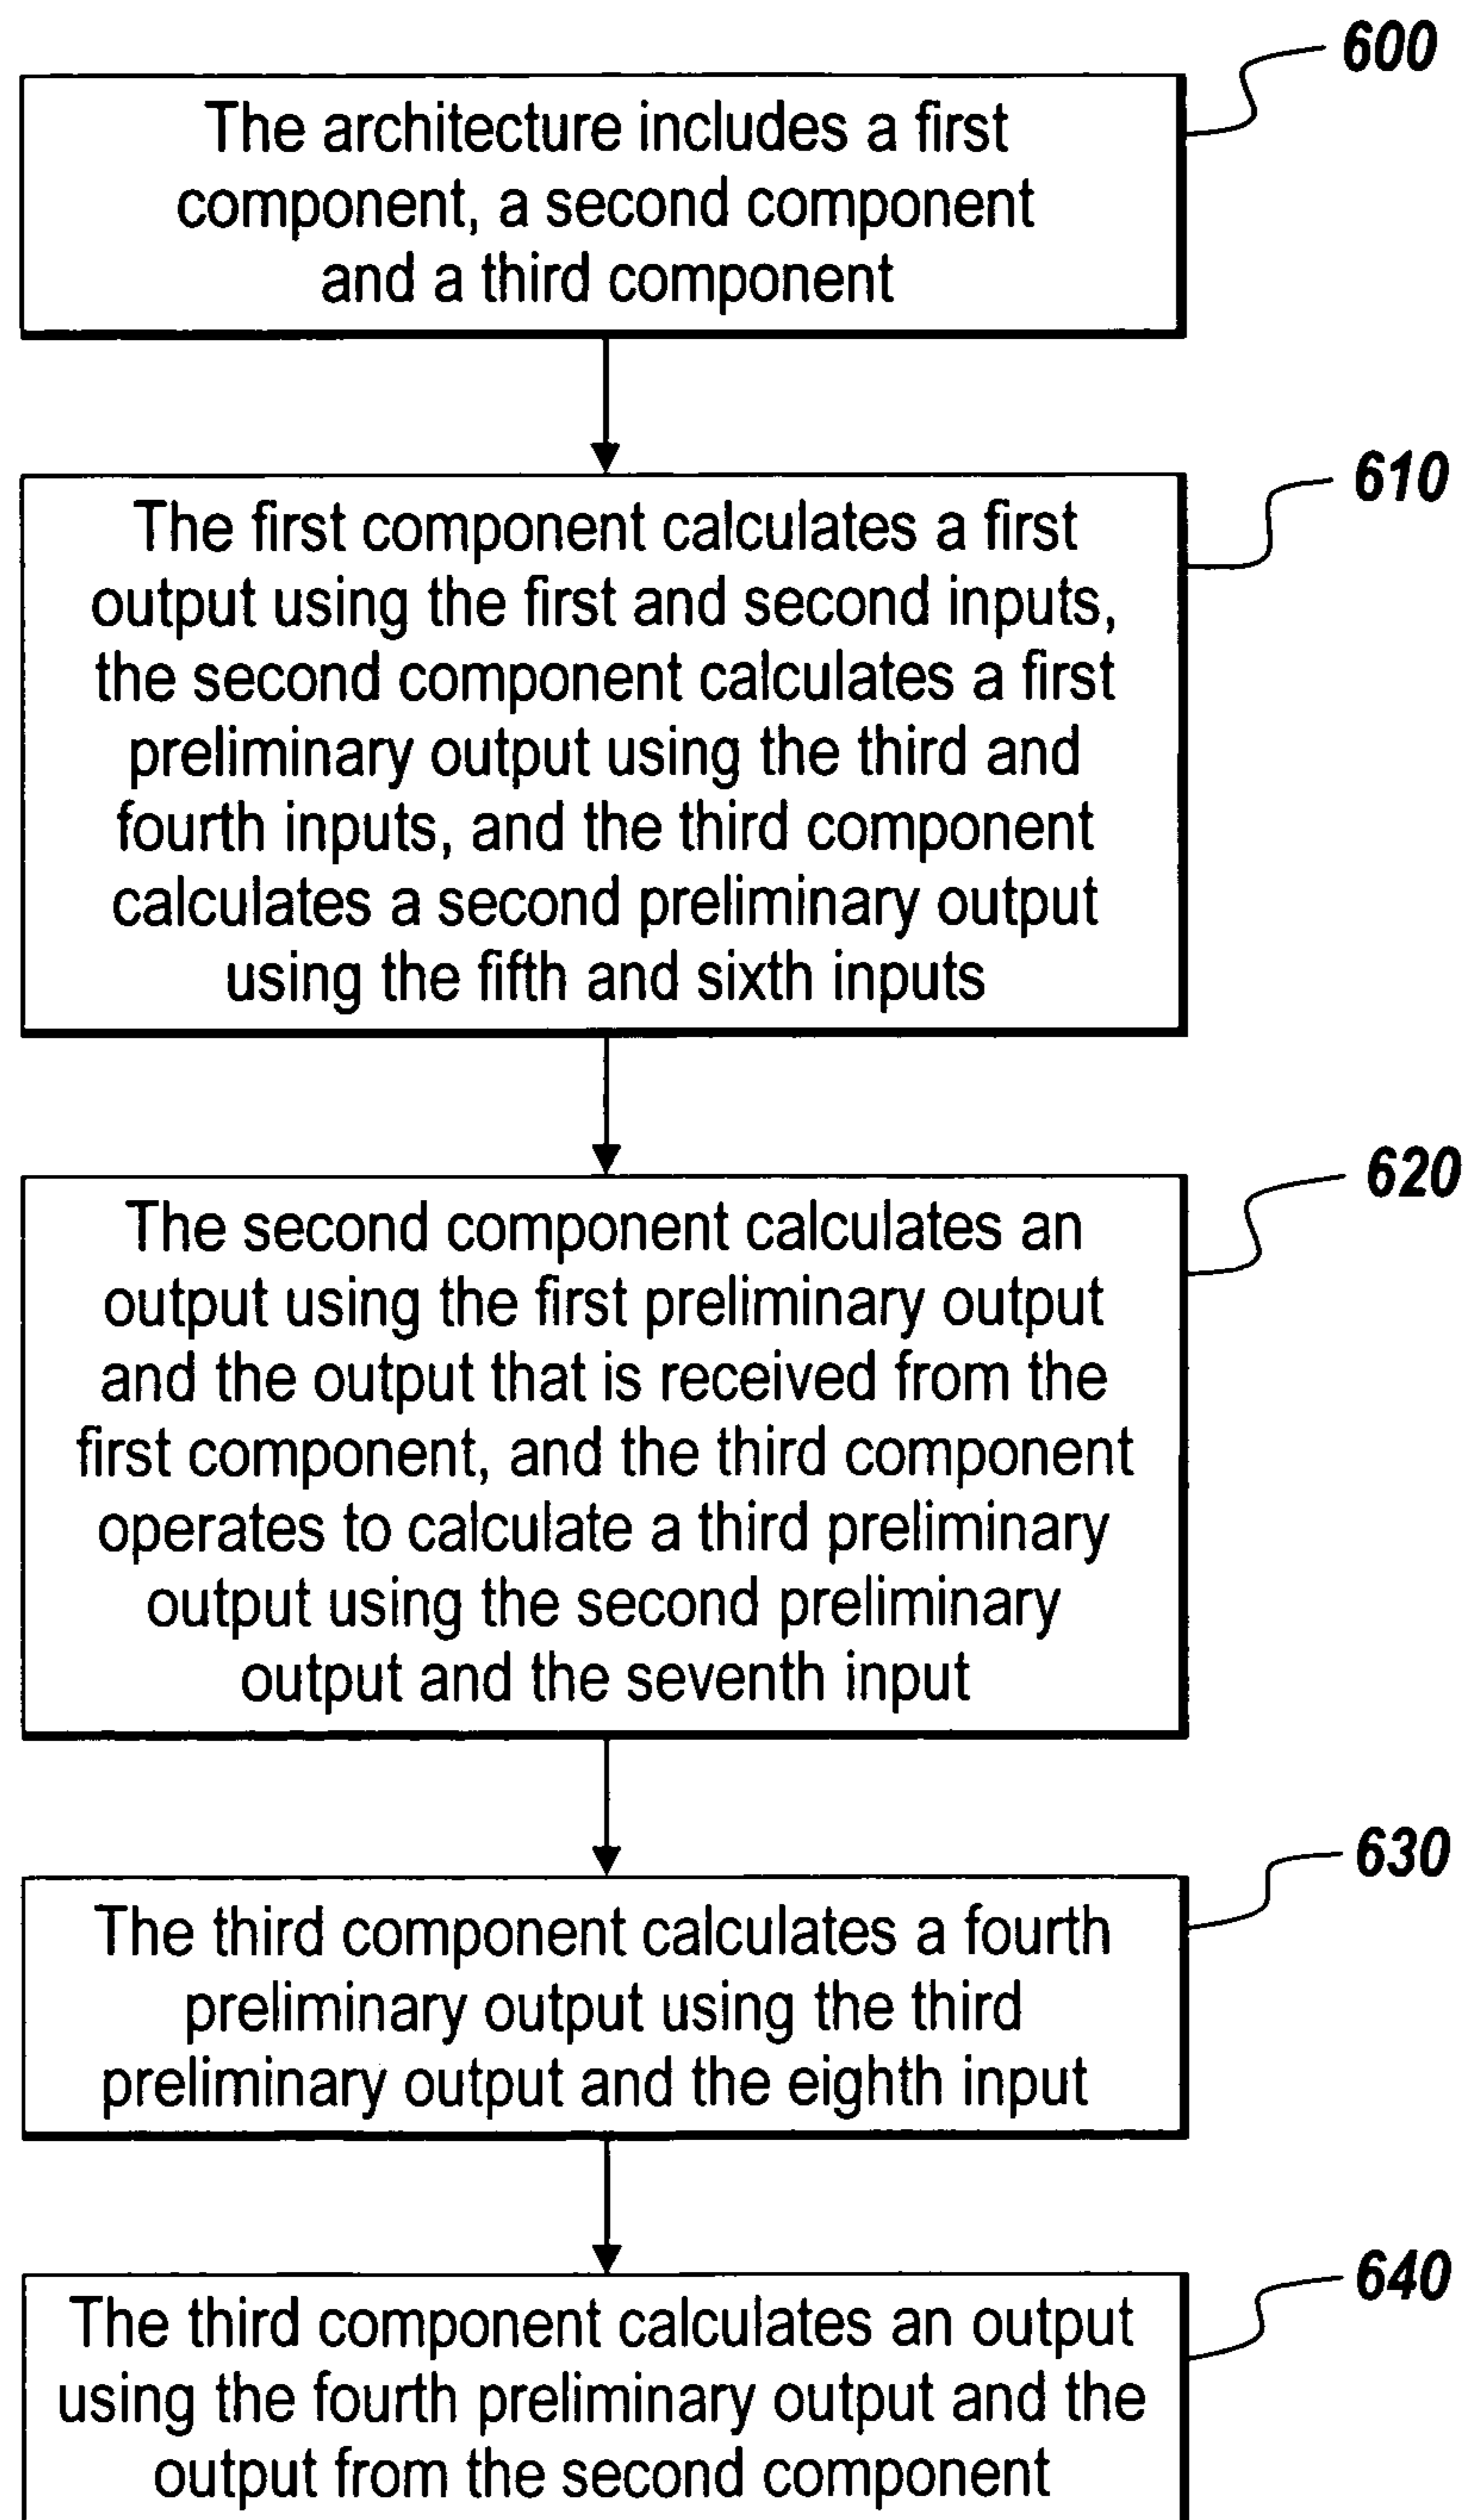 600
The architecture includes a first
component, a second component
and a third component
610
The first component calculates a first
output using the first and second inputs,
the second component calculates a first
preliminary output using the third and
fourth inputs, and the third component
calculates a second preliminary output
using the fifth and sixth inputs
620
The second component calculates an
output using the first preliminary output
and the output that is received from the
first component, and the third component
operates to calculate a third preliminary
output using the second preliminary
output and the seventh input
630
The third component calculates a fourth
preliminary output using the third
preliminary output and the eighth input
640
The third component calculates an output
using the fourth preliminary output and the
output from the second component